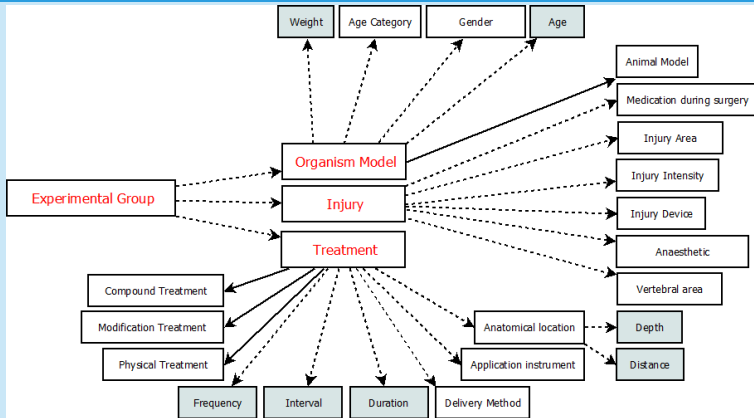 Weight
Age Category
Gender
Age
Animal Model
Medication during surgery
Organism Model
Injury Area
Injury Intensity
Experimental Group
Injury
Injury Device
Treatment
Anaesthetic
Compound Treatment
Vertebral area
Modification Treatment
Anatomical location
Depth
Physical Treatment
Application instrument
Distance
Frequency
Interval
Duration
Delivery Method